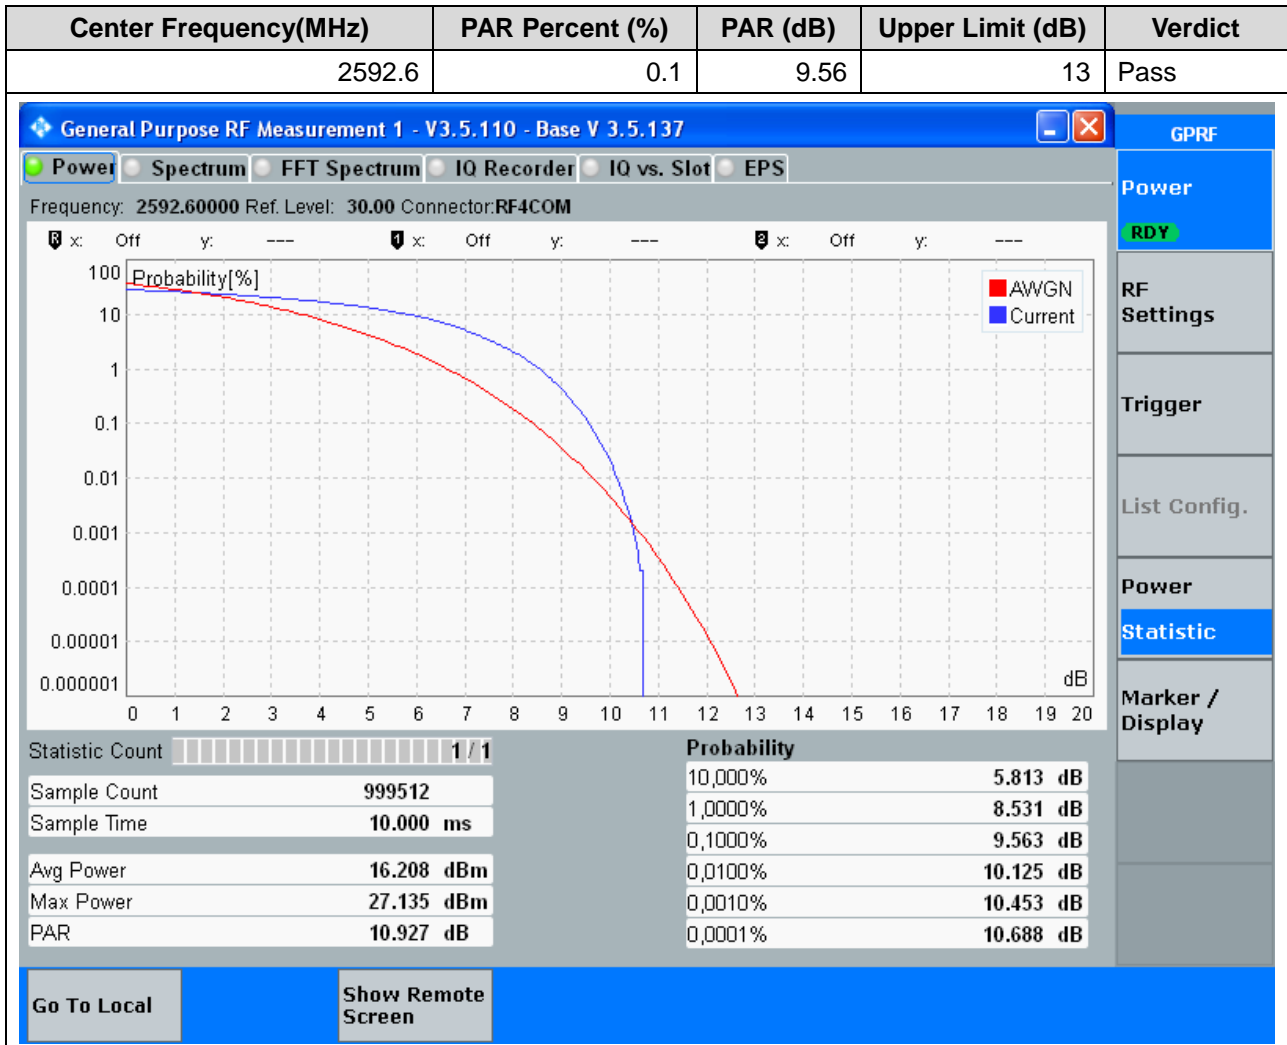 Center Frequency(MHz) PAR Percent (%) PAR (dB) Upper Limit (dB) Verdict
2592.6 0.1 9.56 13 Pass
General Purpose RF Measurement 1 - V3.5.110 - Base V 3.5.137
GPRF
Power Spectrum FFT Spectrum IQ Recorder IQ vs. Slot EPS
Frequency: 2592.60000 Ref. Level: 30.00 Connector:RF4COM
R x: Off y: --- 1 x: Off y: --- 2 x: Off y: ---
Probability[%]
AWGN
Current
100
10
1
0.1
0.01
0.001
0.0001
0.00001
0.000001
dB
0 1 2 3 4 5 6 7 8 9 10 11 12 13 14 15 16 17 18 19 20
Statistic Count 1 / 1
Sample Count 999512
Sample Time 10.000 ms
Avg Power 16.208 dBm
Max Power 27.135 dBm
PAR 10.927 dB
Probability
10,000% 5.813 dB
1,0000% 8.531 dB
0,1000% 9.563 dB
0,0100% 10.125 dB
0,0010% 10.453 dB
0,0001% 10.688 dB
Power
RDY
RF
Settings
Trigger
List Config.
Power
Statistic
Marker /
Display
Go To Local
Show Remote
Screen